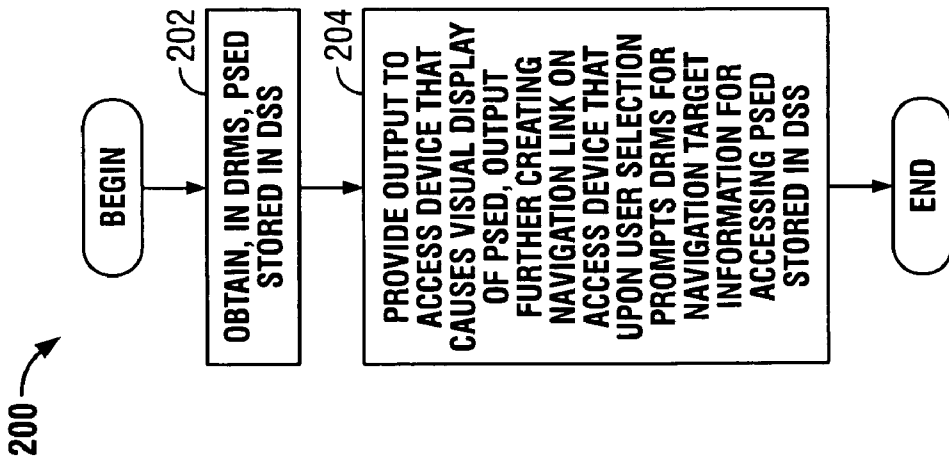 200
BEGIN
202
OBTAIN, IN DRMS, PSED
STORED IN DSS
204
PROVIDE OUTPUT TO
ACCESS DEVICE THAT
CAUSES VISUAL DISPLAY
OF PSED, OUTPUT
FURTHER CREATING
NAVIGATION LINK ON
ACCESS DEVICE THAT
UPON USER SELECTION
PROMPTS DRMS FOR
NAVIGATION TARGET
INFORMATION FOR
ACCESSING PSED
STORED IN DSS
END